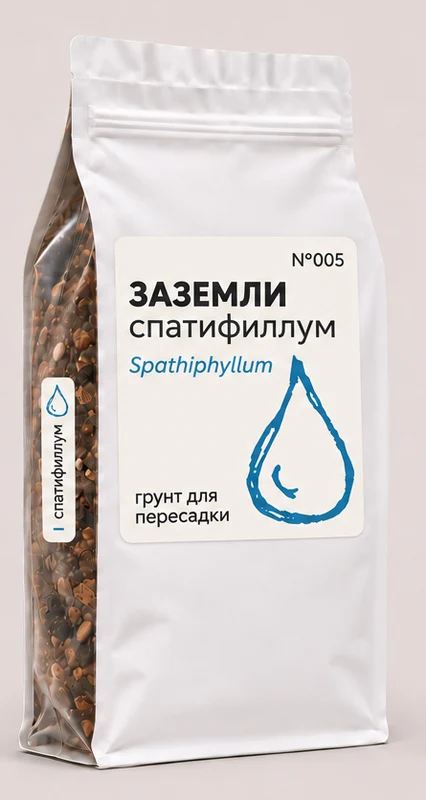 N°005
ЗАЗЕМЛИ
спатифиллум
Spathiphyllum
грунт для
пересадки
спатифиллум